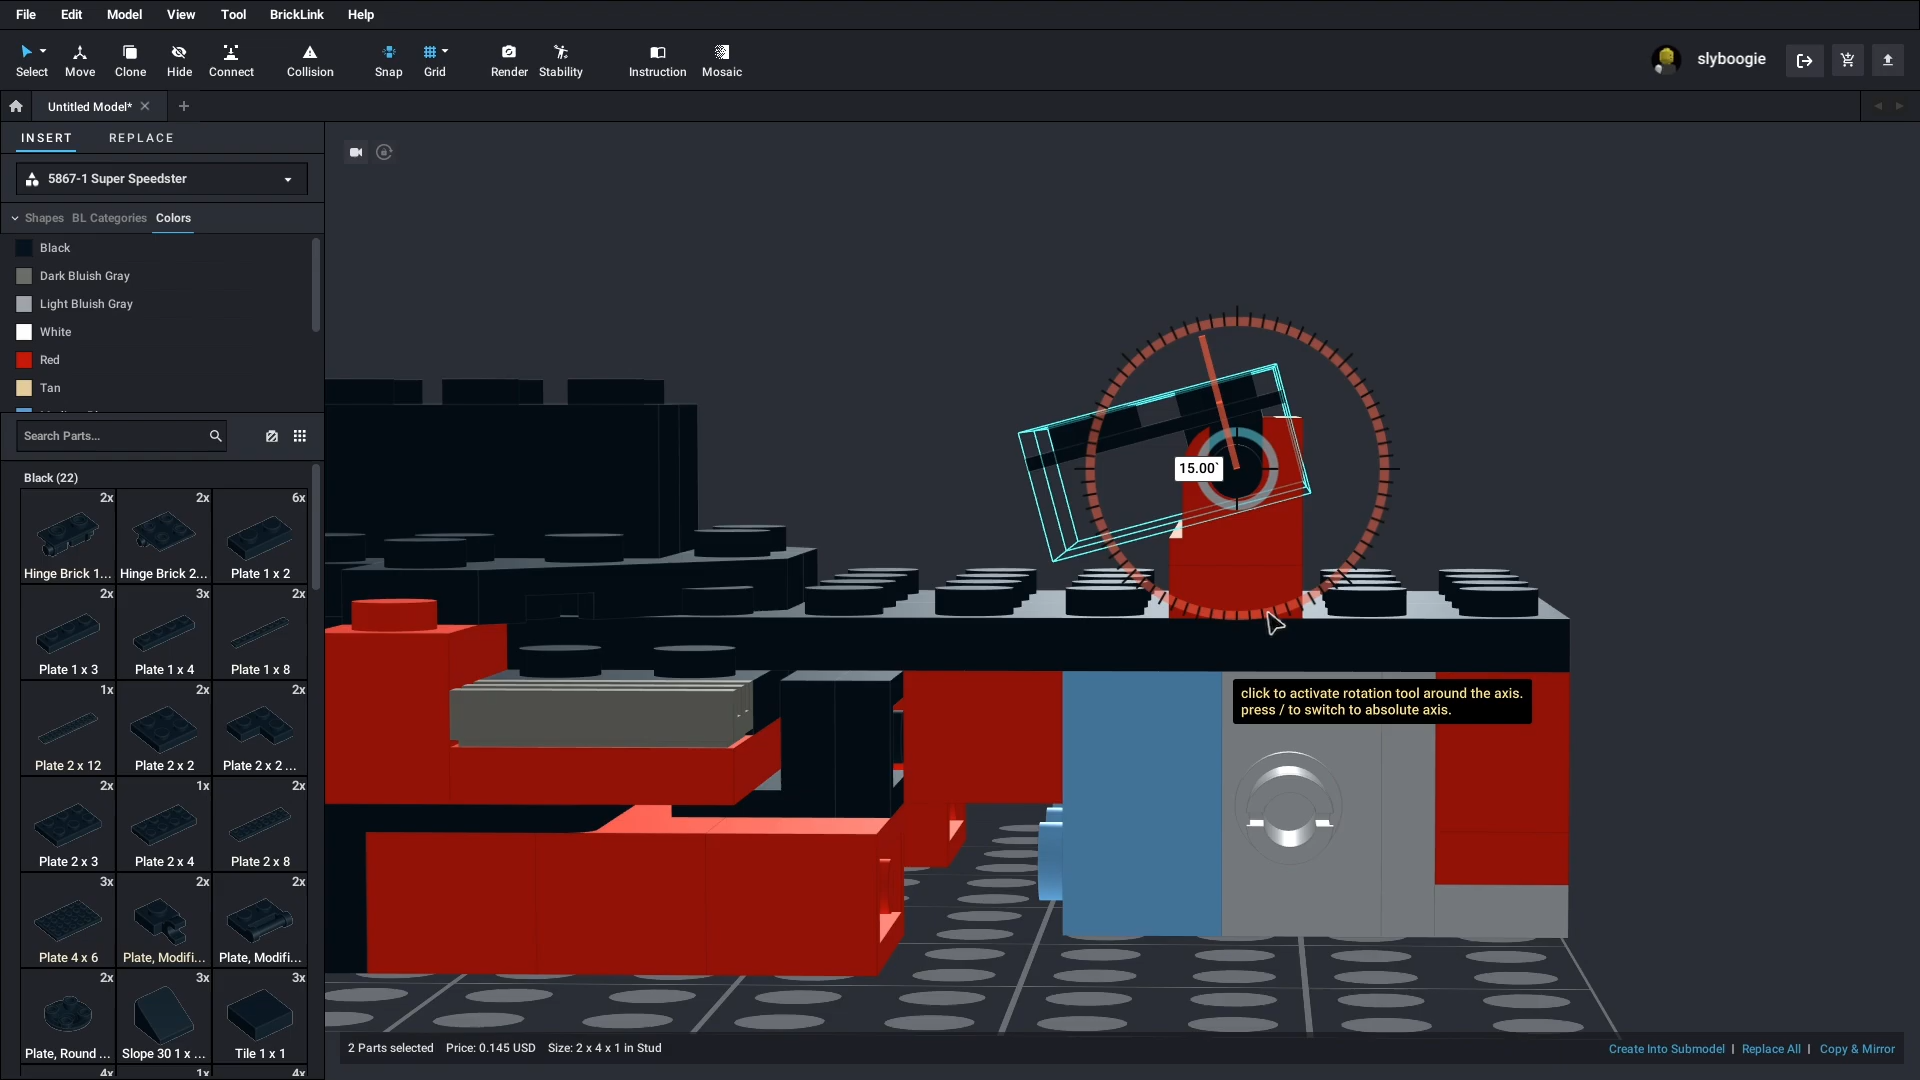 File Edit Model View Tool BrickLink Help
Select Move Clone Hide Connect Collision Snap Grid Render Stability Instruction Mosaic
slyboogie
Untitled Model*
INSERT REPLACE
5867-1 Super Speedster
Shapes BL Categories Colors
Black
Dark Bluish Gray
Light Bluish Gray
White
Red
Tan
Search Parts...
Black (22)
2x 2x 6x
Hinge Brick 1... Hinge Brick 2... Plate 1 x 2
2x 3x 2x
Plate 1 x 3 Plate 1 x 4 Plate 1 x 8
1x 2x 2x
Plate 2 x 12 Plate 2 x 2 Plate 2 x 2 ...
2x 1x 2x
Plate 2 x 3 Plate 2 x 4 Plate 2 x 8
3x 2x 2x
Plate 4 x 6 Plate, Modifi... Plate, Modifi...
2x 3x 3x
Plate, Round ... Slope 30 1 x ... Tile 1 x 1
4x 1x 4x
15.00`
click to activate rotation tool around the axis.
press / to switch to absolute axis.
2 Parts selected Price: 0.145 USD Size: 2 x 4 x 1 in Stud
Create Into Submodel | Replace All | Copy & Mirror